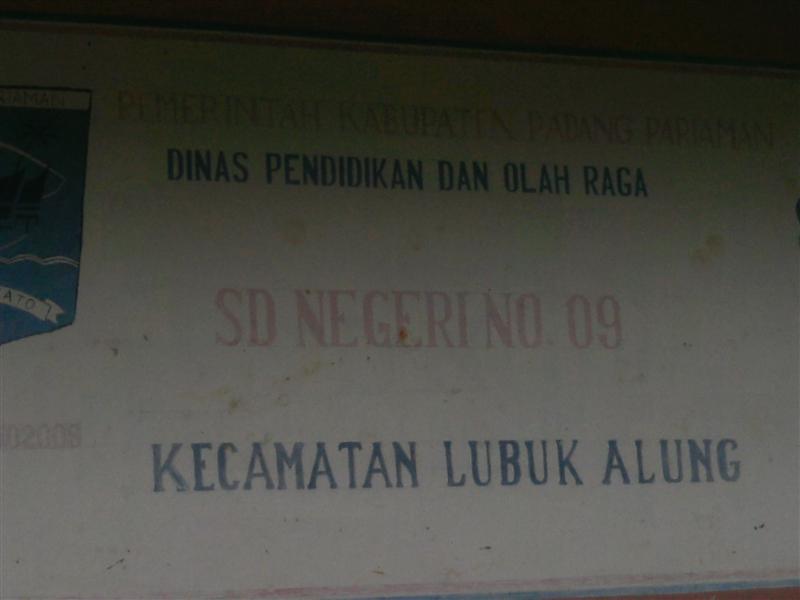 PEMERINTAH KABUPATEN PADANG PARIAMAN
DINAS PENDIDIKAN DAN OLAH RAGA
SD NEGERI NO. 09
KECAMATAN LUBUK ALUNG